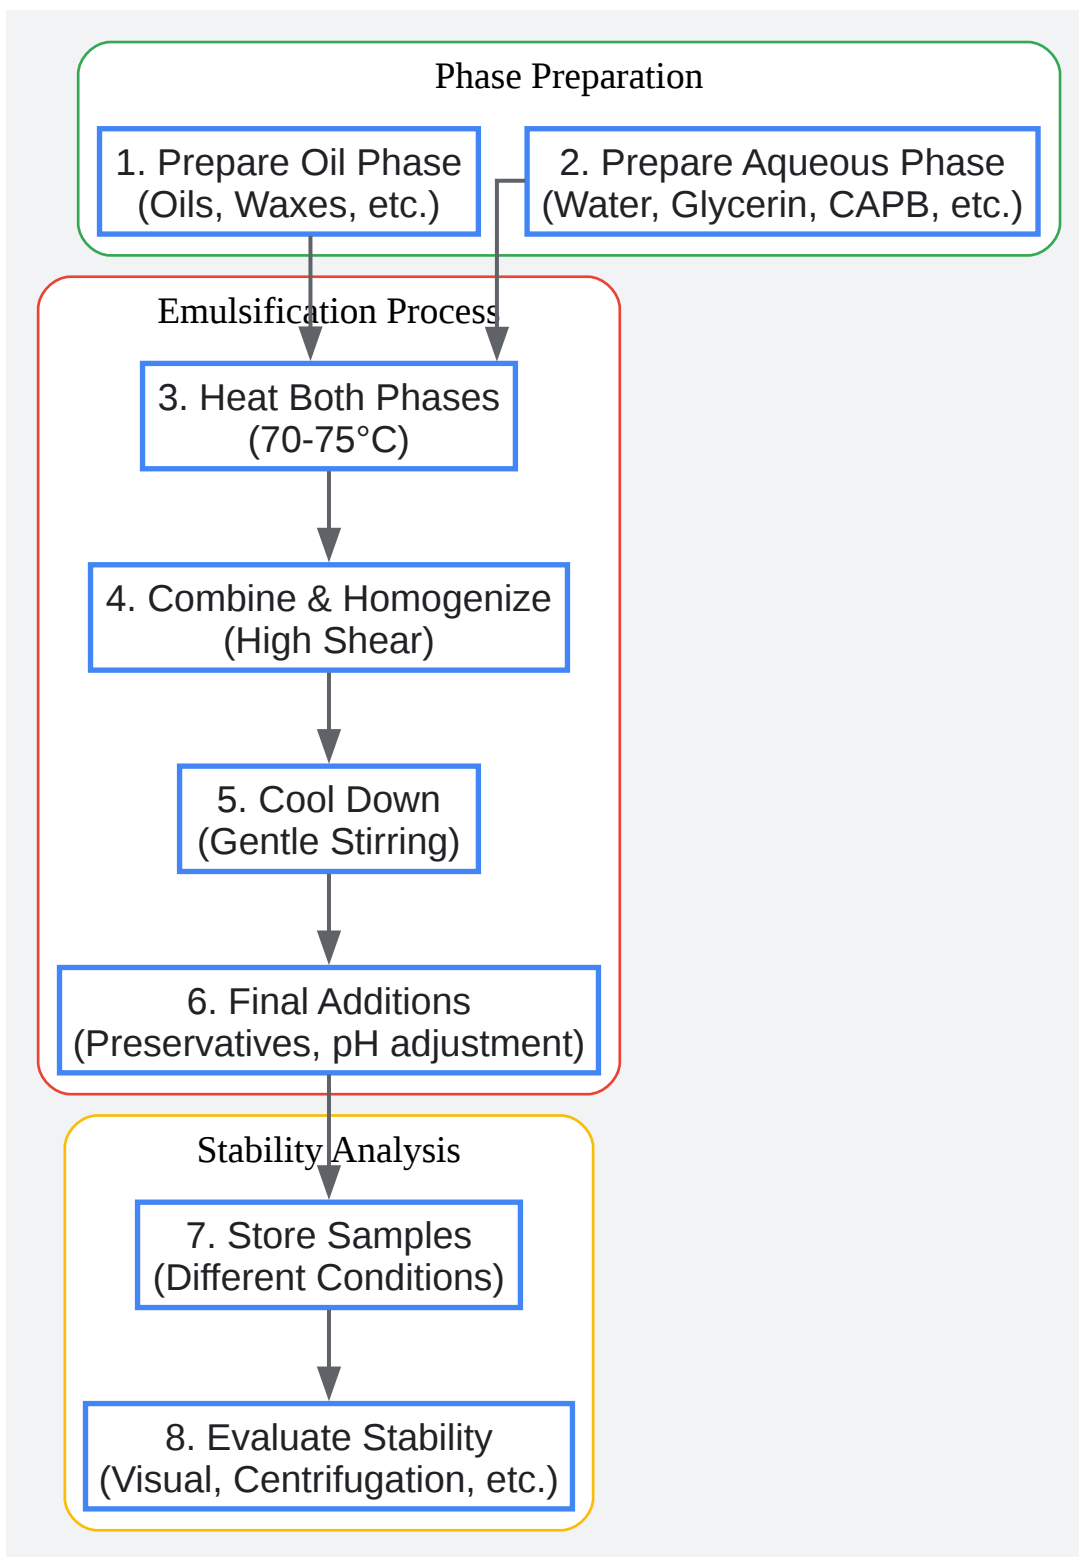 Phase Preparation
1. Prepare Oil Phase
(Oils, Waxes, etc.)
2. Prepare Aqueous Phase
(Water, Glycerin, CAPB, etc.)
Emulsification Process
3. Heat Both Phases
(70-75°C)
4. Combine & Homogenize
(High Shear)
5. Cool Down
(Gentle Stirring)
6. Final Additions
(Preservatives, pH adjustment)
Stability Analysis
7. Store Samples
(Different Conditions)
8. Evaluate Stability
(Visual, Centrifugation, etc.)